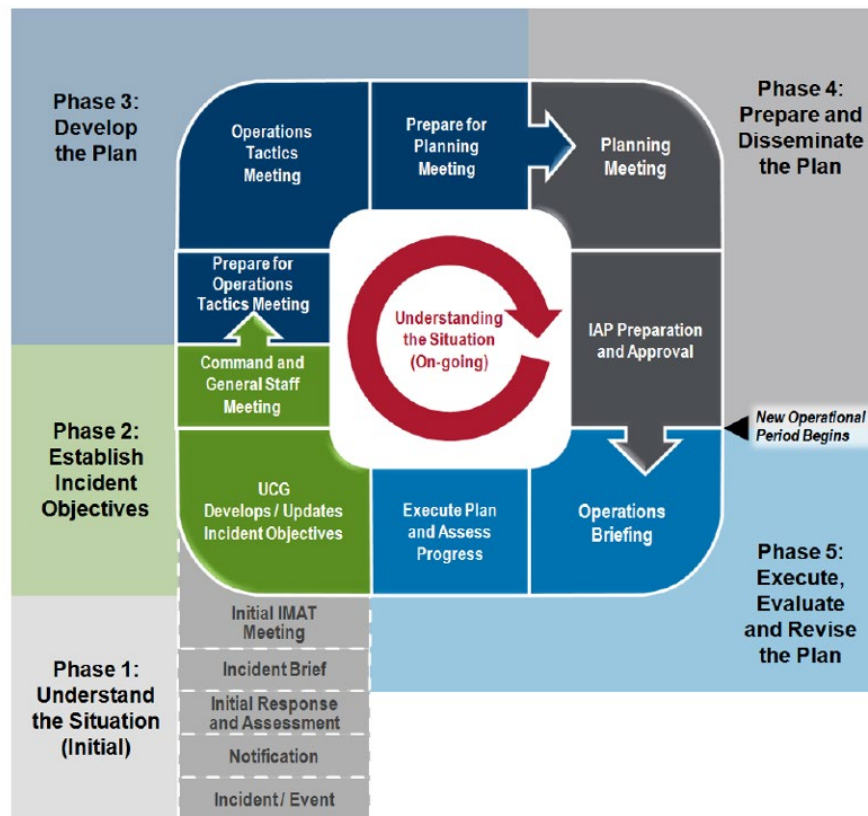 Phase 3:
Develop
the Plan
Operations
Tactics
Meeting
Prepare for
Planning
Meeting
Planning
Meeting
Phase 4:
Prepare and
Disseminate
the Plan
Prepare for
Operations
Tactics Meeting
Understanding
the Situation
(On-going)
IAP Preparation
and Approval
Command and
General Staff
Meeting
New Operational
Period Begins
Phase 2:
Establish
Incident
Objectives
UCG
Develops / Updates
Incident Objectives
Execute Plan
and Assess
Progress
Operations
Briefing
Phase 5:
Execute,
Evaluate
and Revise
the Plan
Phase 1:
Understand
the Situation
(Initial)
Initial IMAT
Meeting
Incident Brief
Initial Response
and Assessment
Notification
Incident / Event